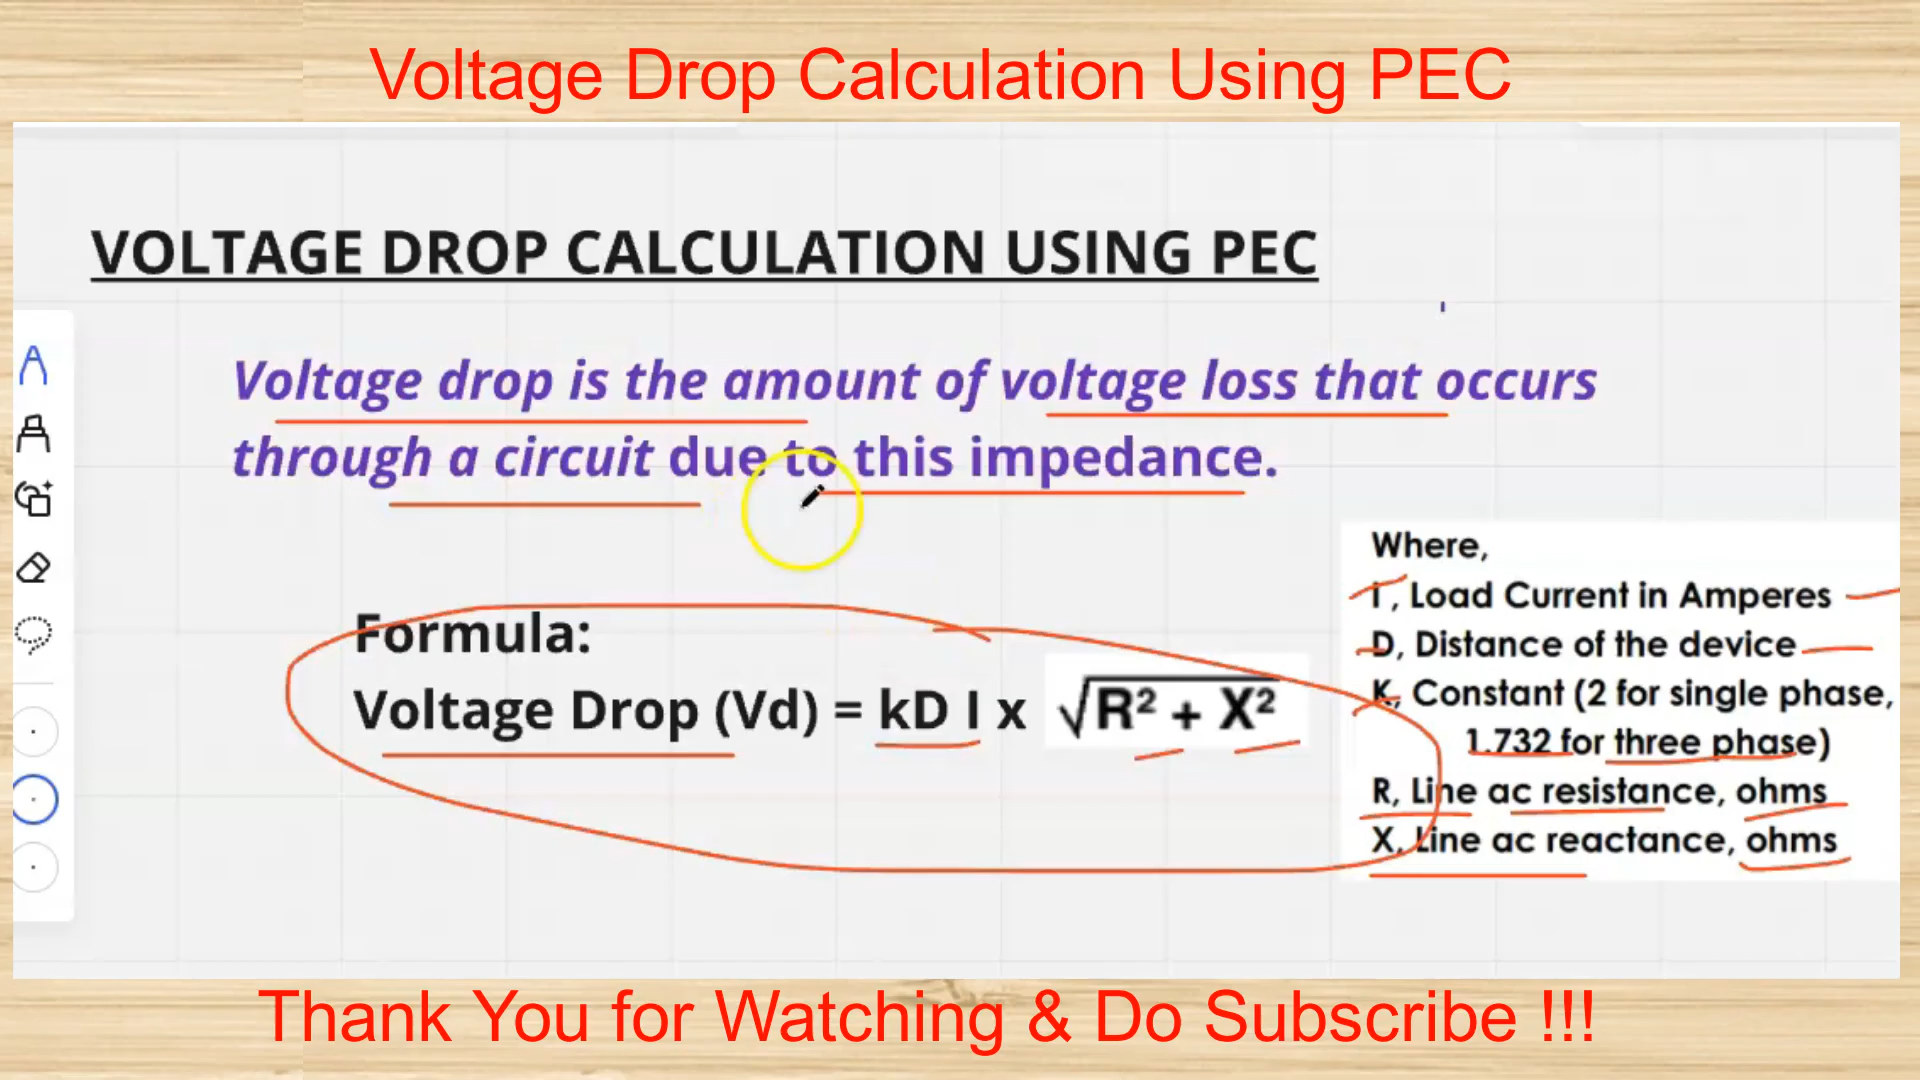 Voltage Drop Calculation Using PEC
VOLTAGE DROP CALCULATION USING PEC
Voltage drop is the amount of voltage loss that occurs
through a circuit due to this impedance.
Formula:
Voltage Drop (Vd) = kD I x √R² + X²
Where,
I , Load Current in Amperes
D, Distance of the device
K, Constant (2 for single phase,
1.732 for three phase)
R, Line ac resistance, ohms
X, Line ac reactance, ohms
Thank You for Watching & Do Subscribe !!!